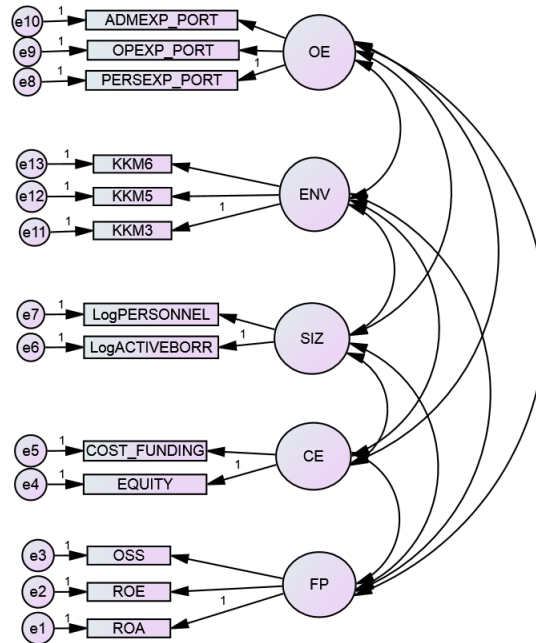 e10 1 ADMEXP_PORT
e9 1 OPEXP_PORT OE
e8 1 PERSEXP_PORT 1
e13 1 KKM6
e12 1 KKM5 ENV
e11 1 KKM3 1
e7 1 LogPERSONNEL
SIZ
e6 1 LogACTIVEBORR 1
e5 1 COST_FUNDING
CE
e4 1 EQUITY 1
e3 1 OSS
e2 1 ROE FP
e1 1 ROA 1